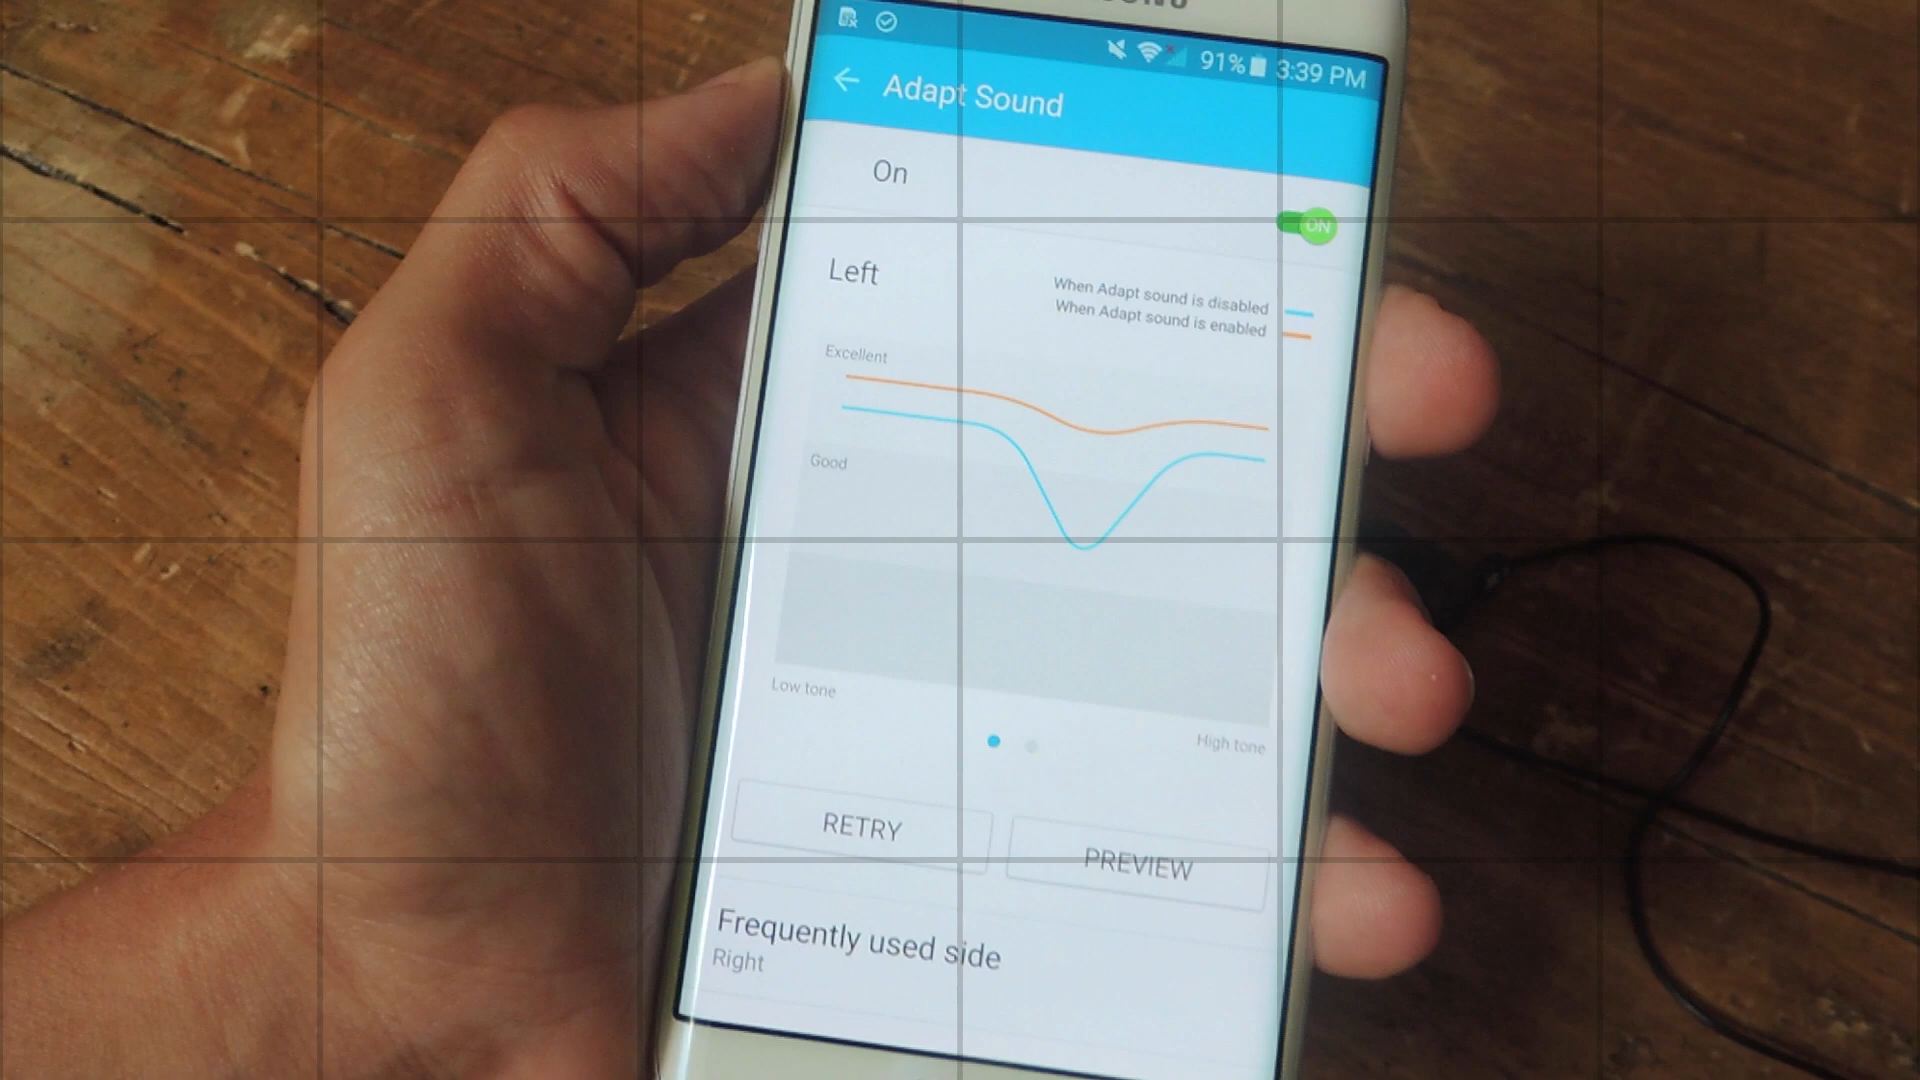 91% 3:39 PM
Adapt Sound
On
ON
Left
When Adapt sound is disabled
When Adapt sound is enabled
Excellent
Good
Low tone
High tone
RETRY
PREVIEW
Frequently used side
Right